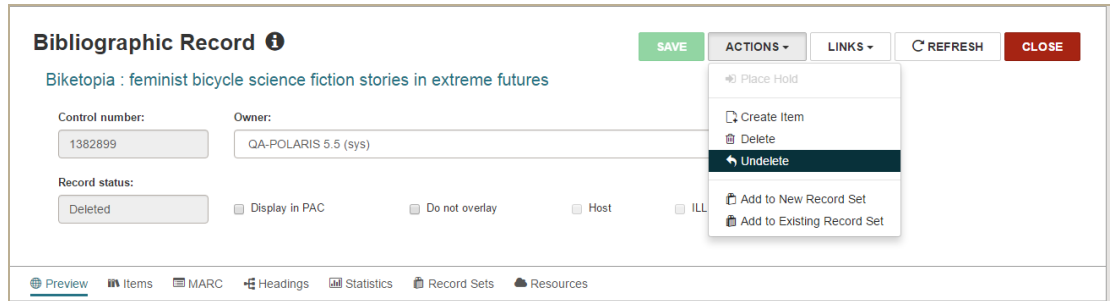 Bibliographic Record
SAVE
ACTIONS
LINKS
REFRESH
CLOSE
Biketopia : feminist bicycle science fiction stories in extreme futures
Place Hold
Create Item
Delete
Undelete
Add to New Record Set
Add to Existing Record Set
Control number:
Owner:
1382899
QA-POLARIS 5.5 (sys)
Record status:
Deleted
Display in PAC
Do not overlay
Host
ILL
Preview
Items
MARC
Headings
Statistics
Record Sets
Resources